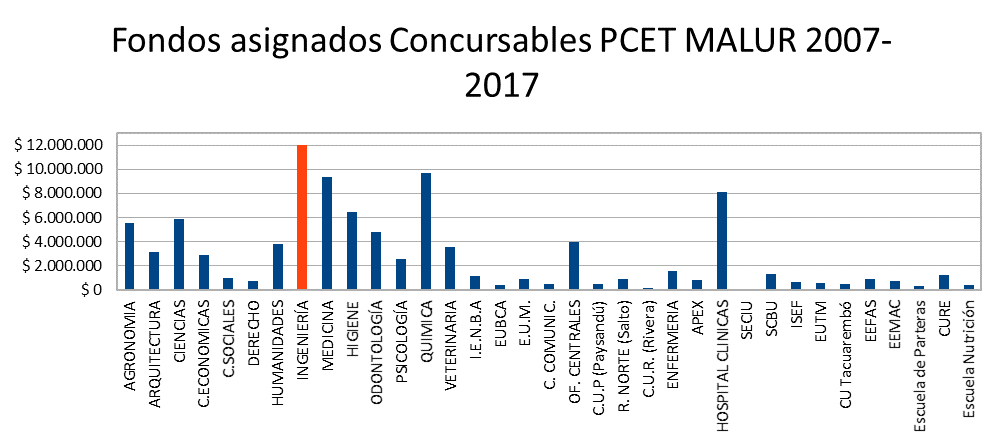 Fondos asignados Concursables PCET MALUR 2007-
2017
$ 12.000.000
$ 10.000.000
$ 8.000.000
$ 6.000.000
$ 4.000.000
$ 2.000.000
$ 0
AGRONOMIA
ARQUITECTURA
CIENCIAS
C.ECONOMICAS
C.SOCIALES
DERECHO
HUMANIDADES
INGENIERÍA
MEDICINA
HIGIENE
ODONTOLOGÍA
PSCOLOGÍA
QUIMICA
VETERINARIA
I.E.N.B.A
EUBCA
E.U.M.
C. COMUNIC.
OF. CENTRALES
C.U.P (Paysandú)
R. NORTE (Salto)
C.U.R. (Rivera)
ENFERMERIA
APEX
HOSPITAL CLINICAS
SECIU
SCBU
ISEF
EUTM
CU Tacuarembó
EEFAS
EEMAC
Escuela de Parteras
CURE
Escuela Nutrición